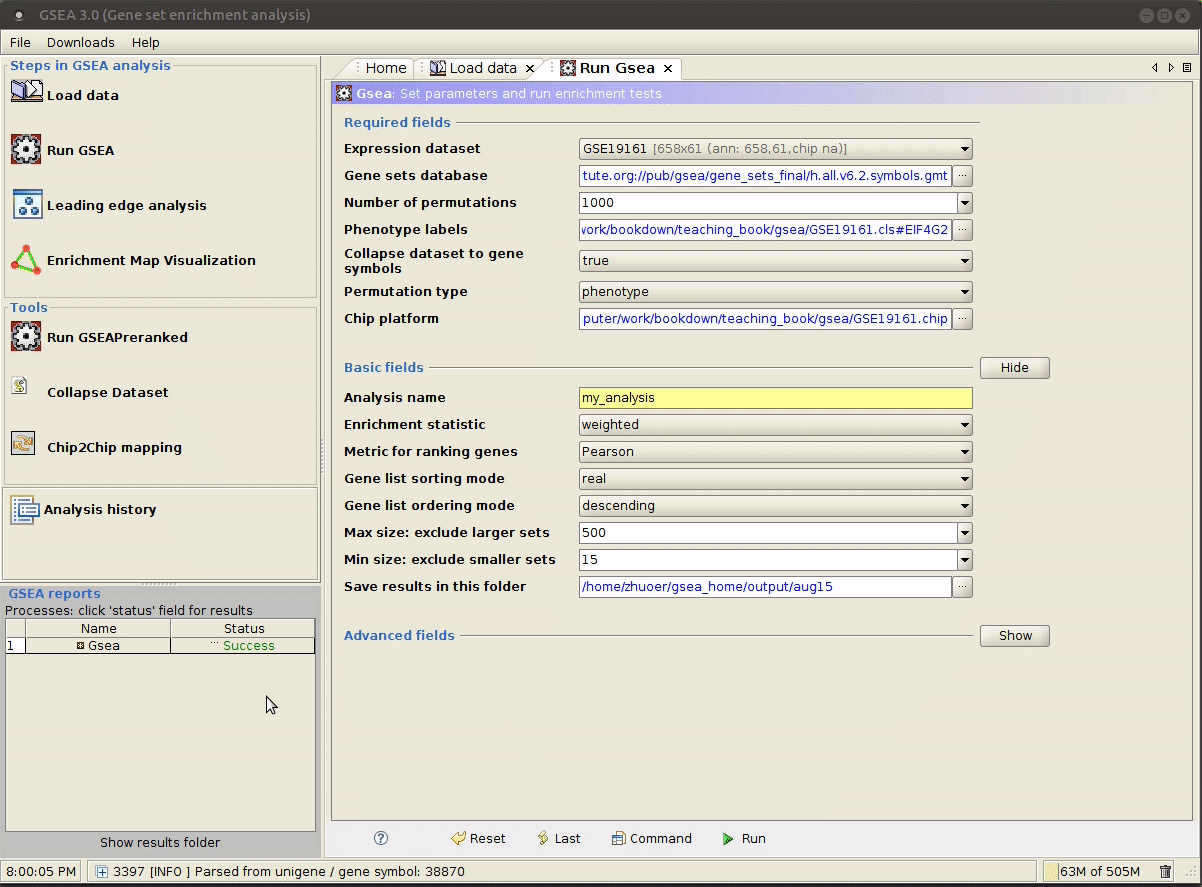 GSEA 3.0 (Gene set enrichment analysis)
File Downloads Help
Steps in GSEA analysis
Load data
Run GSEA
Leading edge analysis
Enrichment Map Visualization
Tools
Run GSEAPreranked
Collapse Dataset
Chip2Chip mapping
Analysis history
GSEA reports
Processes: click 'status' field for results
Name Status
1 Gsea ... Success
Show results folder
Home Load data Run Gsea
Gsea: Set parameters and run enrichment tests
Required fields
Expression dataset GSE19161 [658x61 (ann: 658,61,chip na)]
Gene sets database tute.org://pub/gsea/gene_sets_final/h.all.v6.2.symbols.gmt ...
Number of permutations 1000
Phenotype labels work/bookdown/teaching_book/gsea/GSE19161.cls#EIF4G2 ...
Collapse dataset to gene
symbols true
Permutation type phenotype
Chip platform puter/work/bookdown/teaching_book/gsea/GSE19161.chip ...
Basic fields Hide
Analysis name my_analysis
Enrichment statistic weighted
Metric for ranking genes Pearson
Gene list sorting mode real
Gene list ordering mode descending
Max size: exclude larger sets 500
Min size: exclude smaller sets 15
Save results in this folder /home/zhuoer/gsea_home/output/aug15 ...
Advanced fields Show
? Reset Last Command Run
8:00:05 PM 3397 [INFO ] Parsed from unigene / gene symbol: 38870 63M of 505M